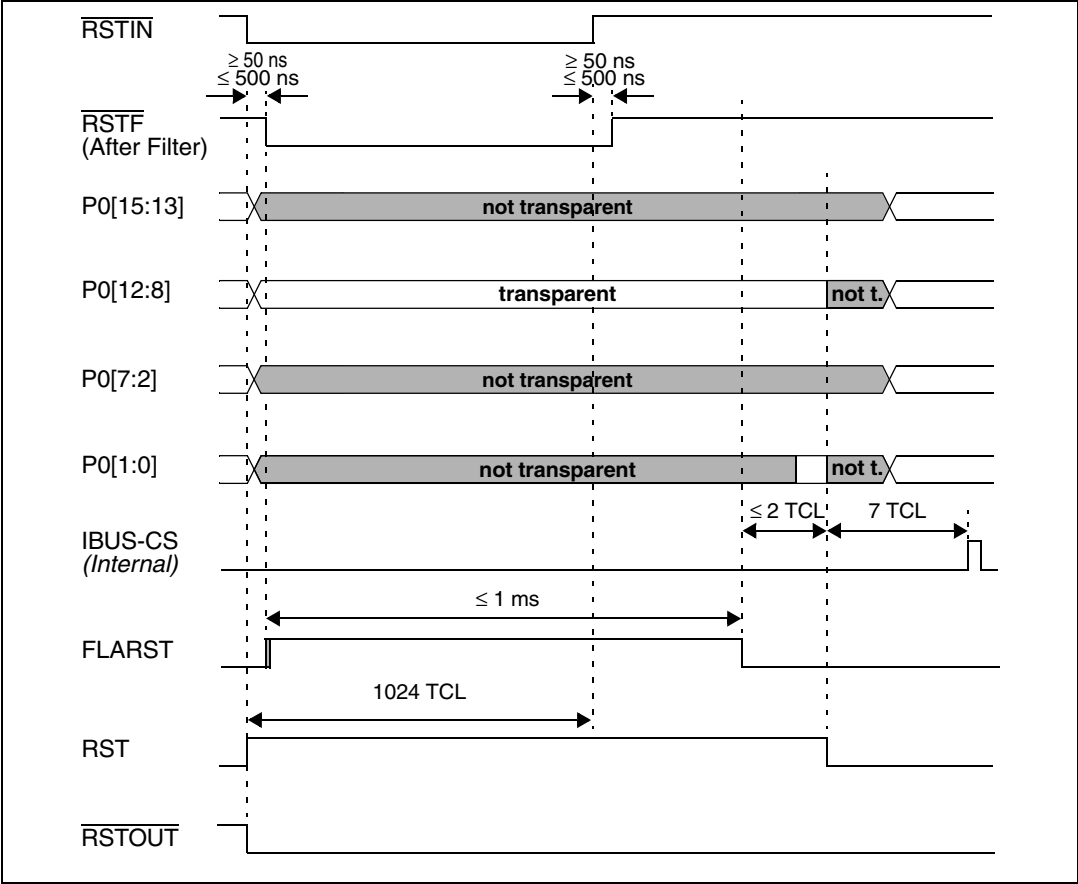 RSTIN
≥ 50 ns
≤ 500 ns
≥ 50 ns
≤ 500 ns
RSTF
(After Filter)
P0[15:13]
not transparent
P0[12:8]
transparent
not t.
P0[7:2]
not transparent
P0[1:0]
not transparent
not t.
≤ 2 TCL
7 TCL
IBUS-CS
(Internal)
≤ 1 ms
FLARST
1024 TCL
RST
RSTOUT